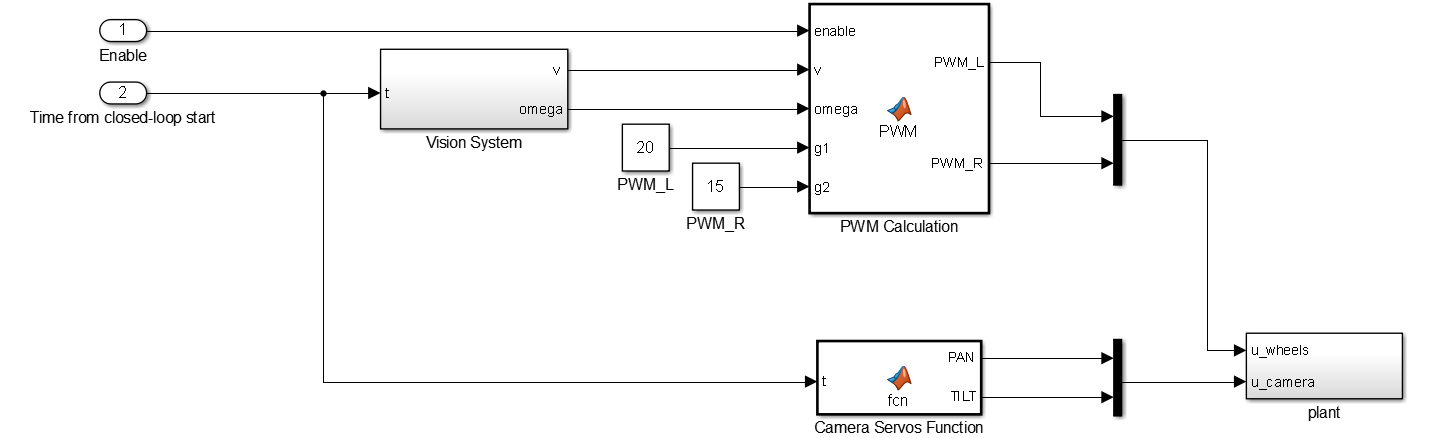 1
Enable
2
Time from closed-loop start
t
v
omega
Vision System
20
PWM_L
15
PWM_R
enable
v
omega
g1
g2
PWM
PWM_L
PWM_R
PWM Calculation
t
fcn
PAN
TILT
Camera Servos Function
u_wheels
u_camera
plant